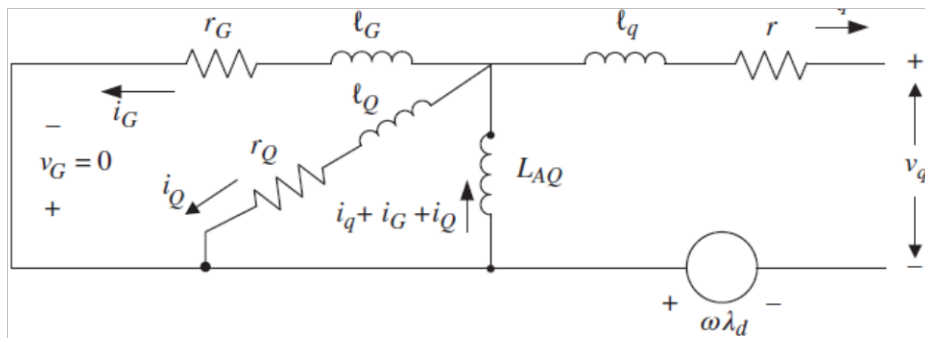 r_G
ℓ_G
ℓ_q
r
+
i_G
ℓ_Q
−
v_G = 0
+
r_Q
i_Q
L_AQ
i_q + i_G + i_Q
v_q
−
+
−
ωλ_d